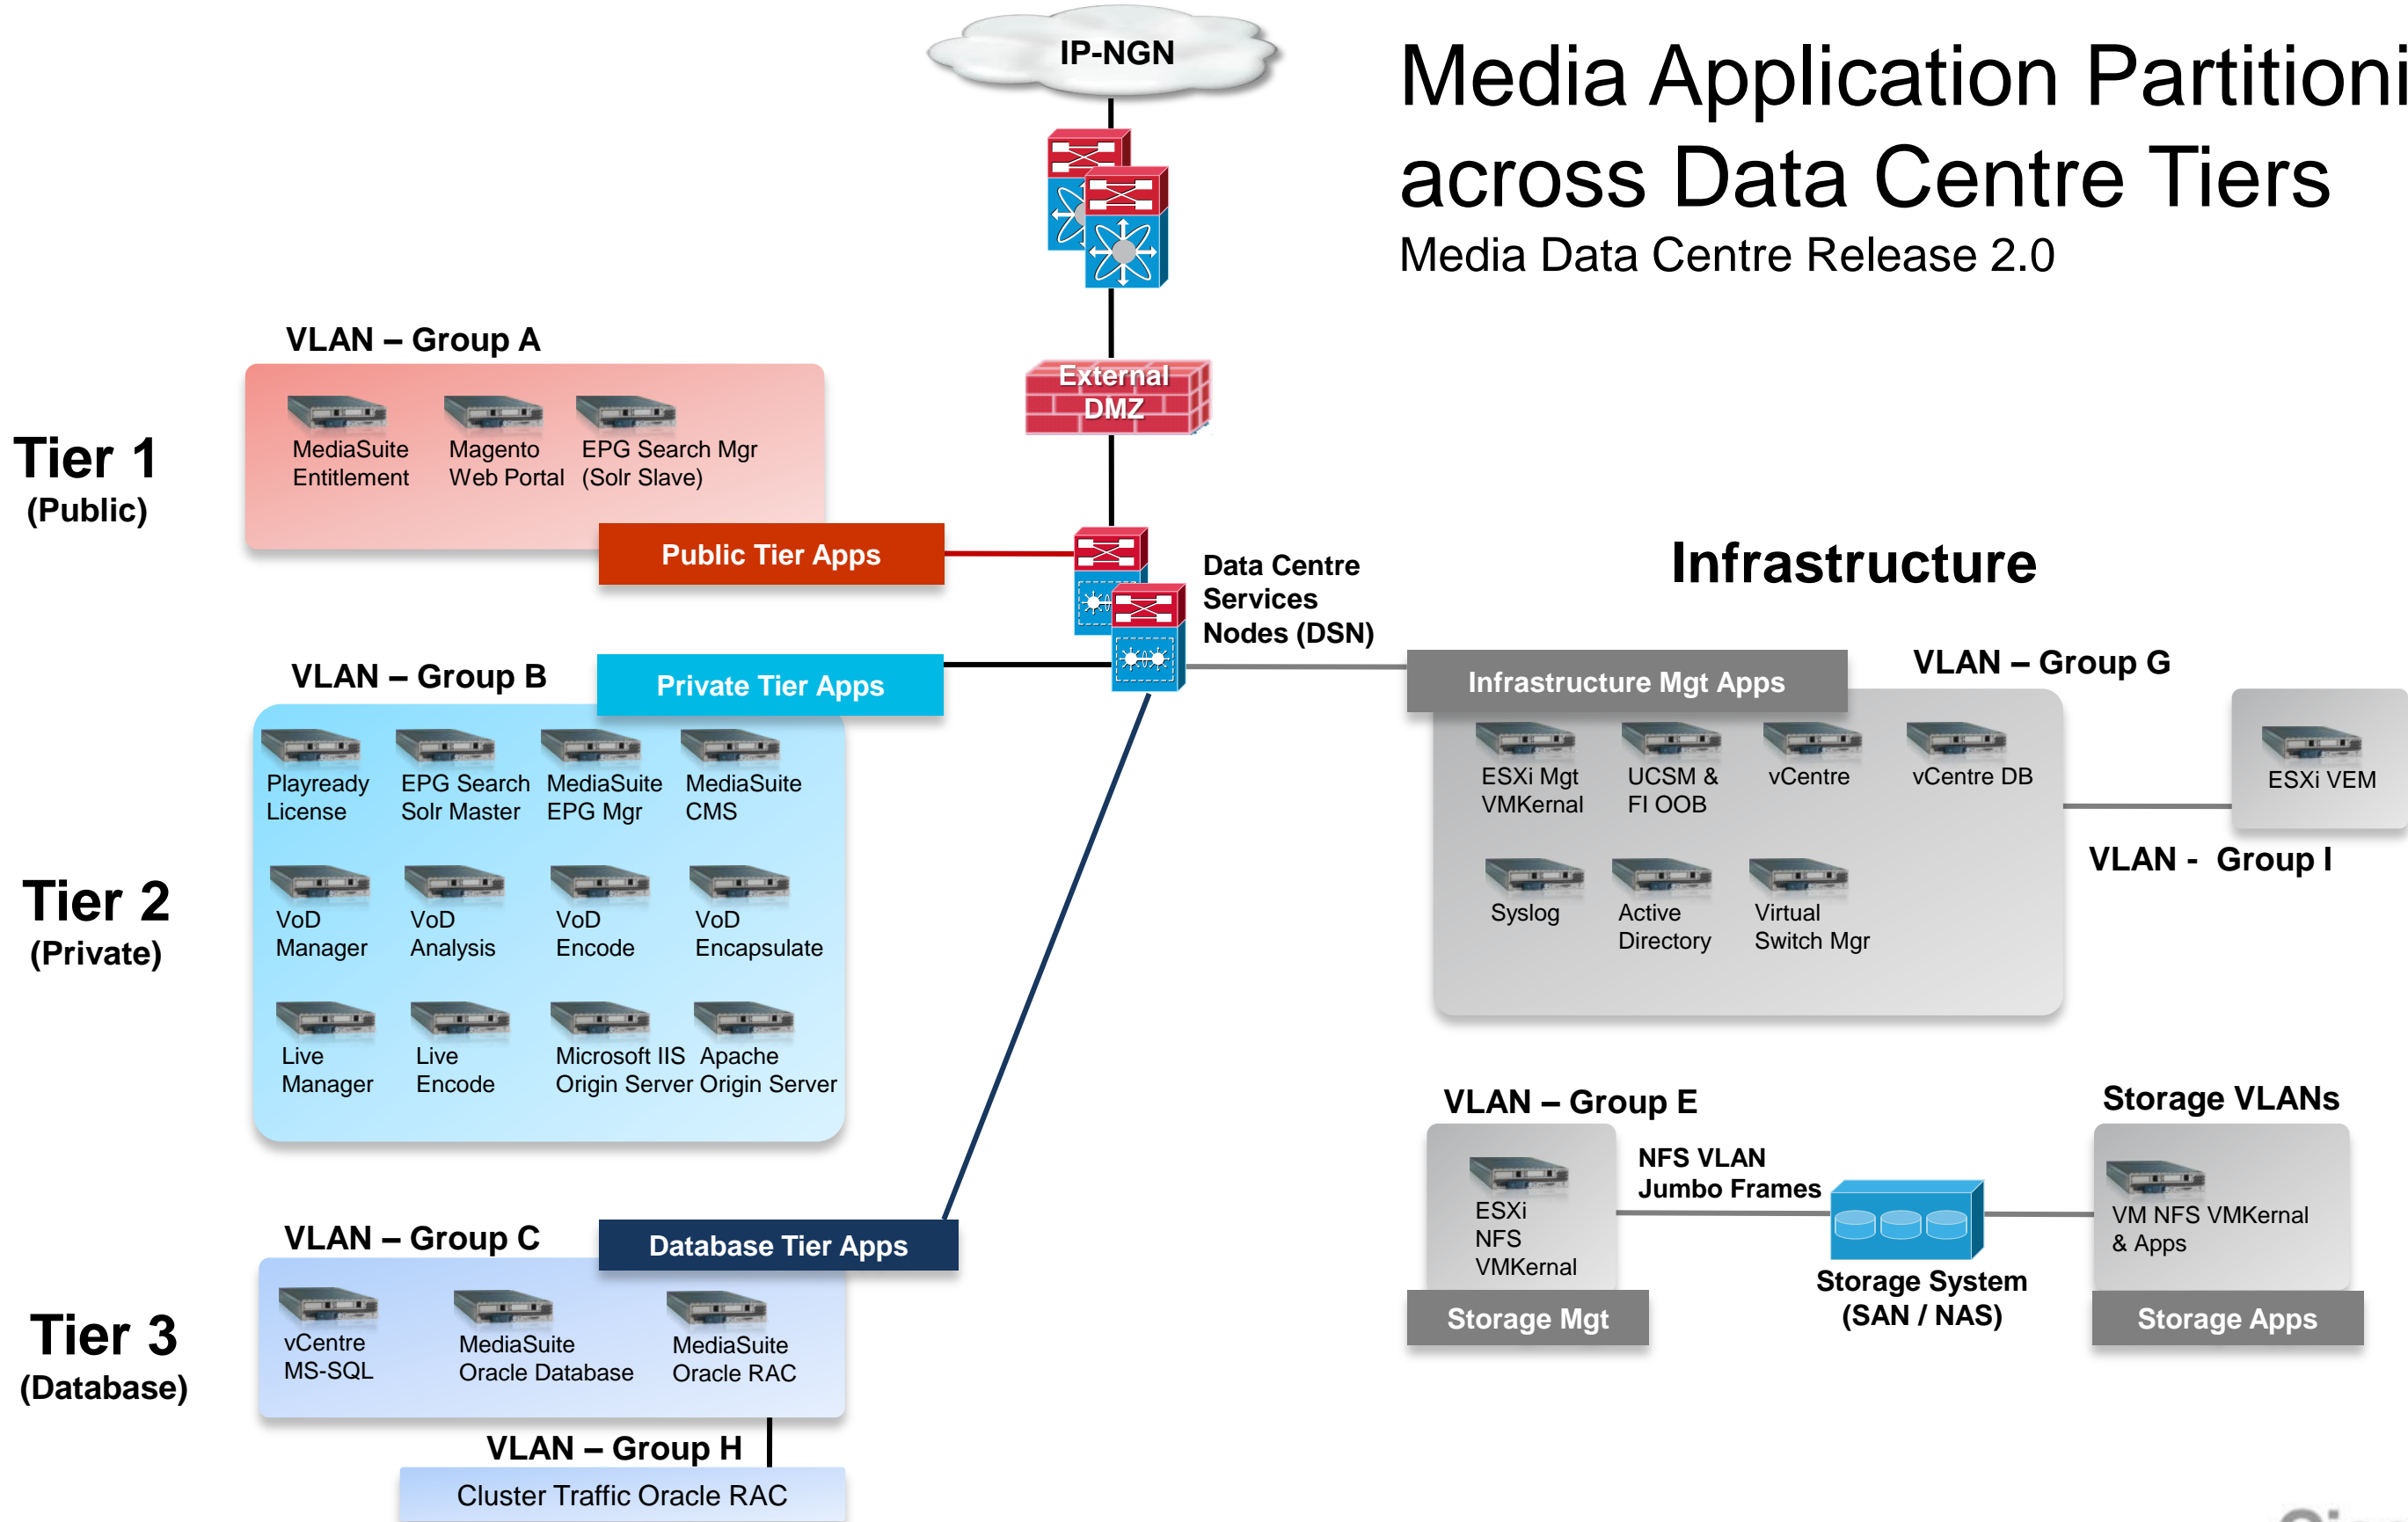 IP-NGN
Media Application Partitioni
across Data Centre Tiers
Media Data Centre Release 2.0
External
DMZ
VLAN – Group A
Tier 1
(Public)
MediaSuite
Entitlement
Magento
Web Portal
EPG Search Mgr
(Solr Slave)
Public Tier Apps
Data Centre
Services
Nodes (DSN)
Infrastructure
VLAN – Group B
Private Tier Apps
Tier 2
(Private)
Playready
License
EPG Search
Solr Master
MediaSuite
EPG Mgr
MediaSuite
CMS
VoD
Manager
VoD
Analysis
VoD
Encode
VoD
Encapsulate
Live
Manager
Live
Encode
Microsoft IIS
Origin Server
Apache
Origin Server
Infrastructure Mgt Apps
VLAN – Group G
ESXi Mgt
VMKernal
UCSM &
FI OOB
vCentre
vCentre DB
Syslog
Active
Directory
Virtual
Switch Mgr
ESXi VEM
VLAN - Group I
VLAN – Group C
Database Tier Apps
Tier 3
(Database)
vCentre
MS-SQL
MediaSuite
Oracle Database
MediaSuite
Oracle RAC
VLAN – Group H
Cluster Traffic Oracle RAC
VLAN – Group E
ESXi
NFS
VMKernal
Storage Mgt
NFS VLAN
Jumbo Frames
Storage System
(SAN / NAS)
Storage VLANs
VM NFS VMKernal
& Apps
Storage Apps